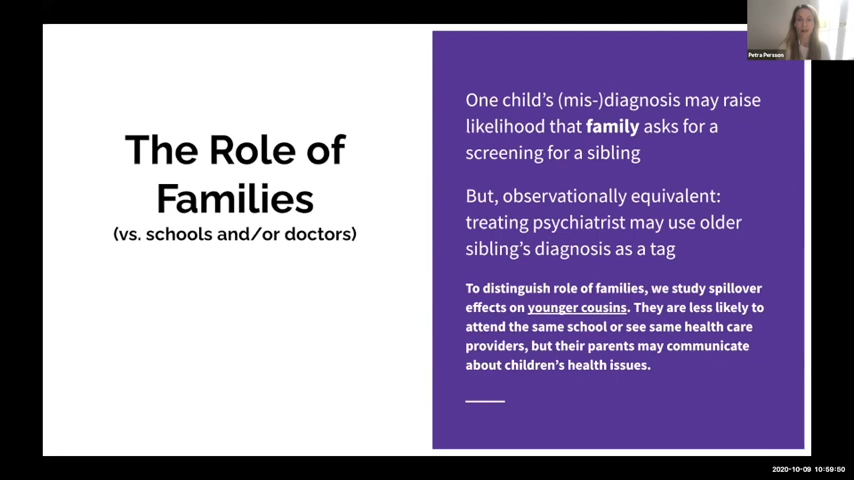 Petra Persson
The Role of
Families
(vs. schools and/or doctors)
One child's (mis-)diagnosis may raise
likelihood that family asks for a
screening for a sibling
But, observationally equivalent:
treating psychiatrist may use older
sibling's diagnosis as a tag
To distinguish role of families, we study spillover
effects on younger cousins. They are less likely to
attend the same school or see same health care
providers, but their parents may communicate
about children's health issues.
2020-10-09 10:59:50